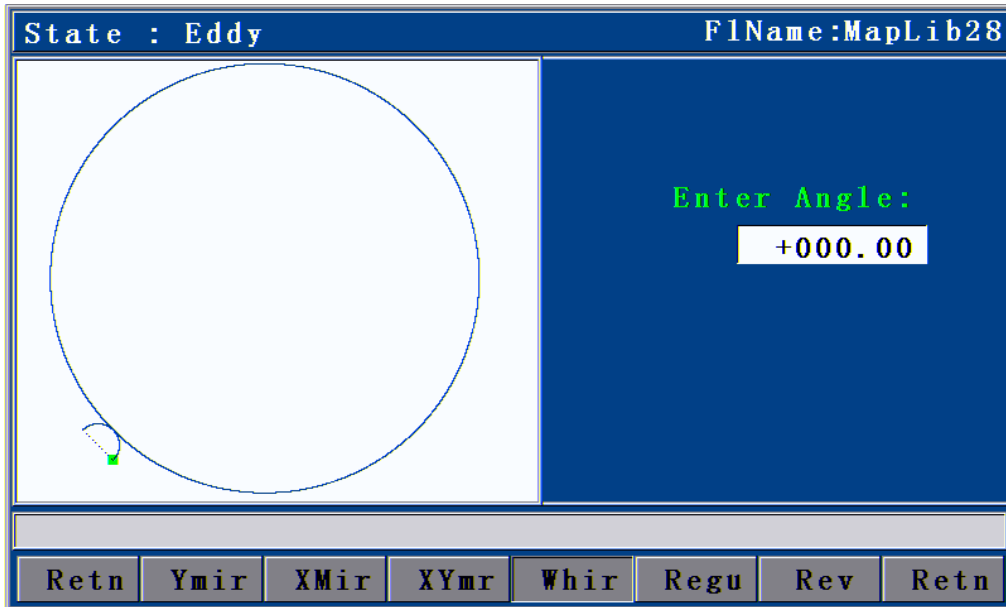 State : Eddy FlName:MapLib28
Enter Angle:
+000.00
Retn Ymir XMir XYmr Whir Regu Rev Retn